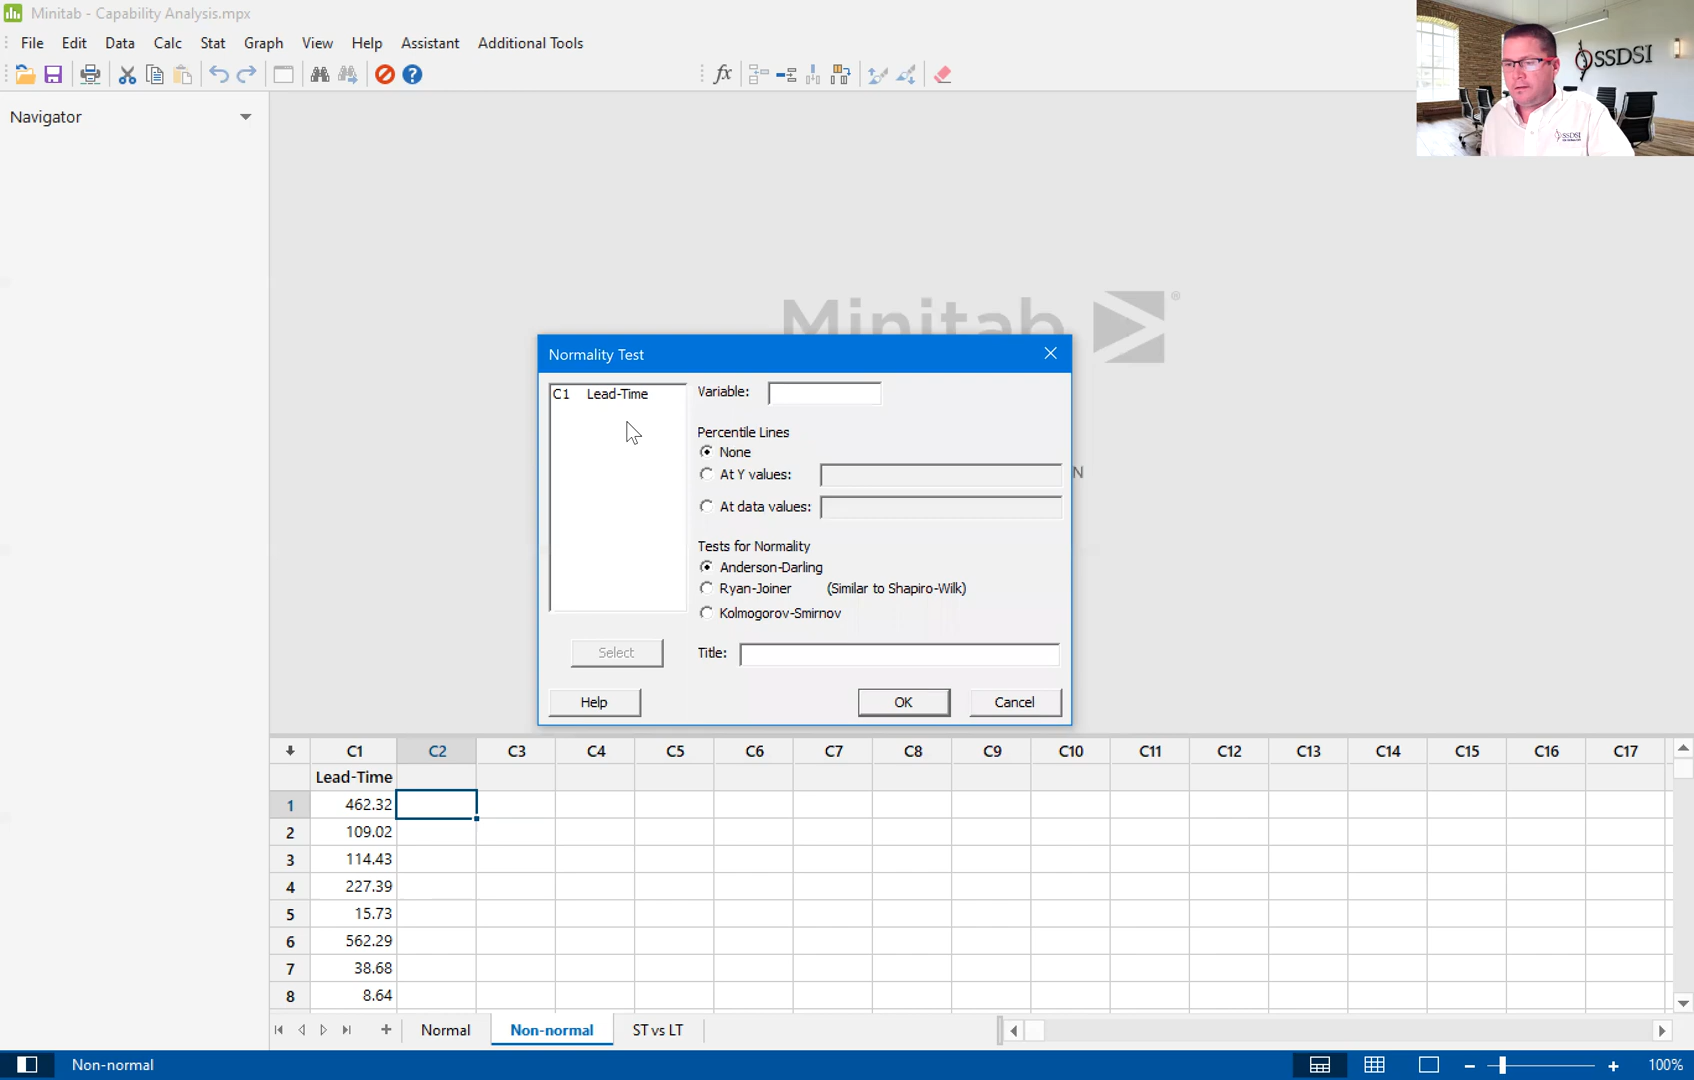 Minitab - Capability Analysis.mpx
File Edit Data Calc Stat Graph View Help Assistant Additional Tools
fx
SSDSI
SSDSI
Navigator
Minitab
®
N
Normality Test
C1 Lead-Time
Variable:
Percentile Lines
None
At Y values:
At data values:
Tests for Normality
Anderson-Darling
Ryan-Joiner (Similar to Shapiro-Wilk)
Kolmogorov-Smirnov
Select
Title:
Help OK Cancel
C1 C2 C3 C4 C5 C6 C7 C8 C9 C10 C11 C12 C13 C14 C15 C16 C17
Lead-Time
1 462.32
2 109.02
3 114.43
4 227.39
5 15.73
6 562.29
7 38.68
8 8.64
+ Normal Non-normal ST vs LT
Non-normal 100%